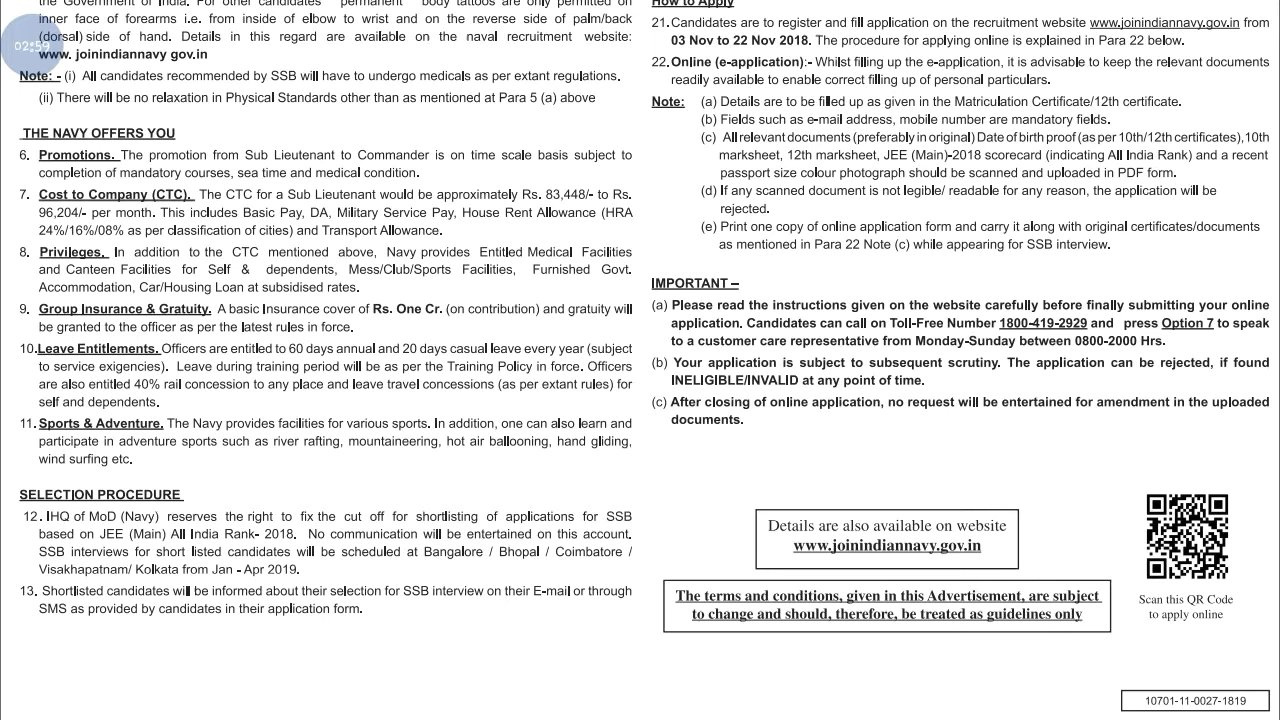 the Government of India. For other candidates permanent body tattoos are only permitted on
inner face of forearms i.e. from inside of elbow to wrist and on the reverse side of palm/back
(dorsal) side of hand. Details in this regard are available on the naval recruitment website:
www. joinindiannavy gov.in
02:59
Note: - (i) All candidates recommended by SSB will have to undergo medicals as per extant regulations.
(ii) There will be no relaxation in Physical Standards other than as mentioned at Para 5 (a) above
THE NAVY OFFERS YOU
6. Promotions. The promotion from Sub Lieutenant to Commander is on time scale basis subject to
completion of mandatory courses, sea time and medical condition.
7. Cost to Company (CTC). The CTC for a Sub Lieutenant would be approximately Rs. 83,448/- to Rs.
96,204/- per month. This includes Basic Pay, DA, Military Service Pay, House Rent Allowance (HRA
24%/16%/08% as per classification of cities) and Transport Allowance.
8. Privileges. In addition to the CTC mentioned above, Navy provides Entitled Medical Facilities
and Canteen Facilities for Self & dependents, Mess/Club/Sports Facilities, Furnished Govt.
Accommodation, Car/Housing Loan at subsidised rates.
9. Group Insurance & Gratuity. A basic Insurance cover of Rs. One Cr. (on contribution) and gratuity will
be granted to the officer as per the latest rules in force.
10.Leave Entitlements. Officers are entitled to 60 days annual and 20 days casual leave every year (subject
to service exigencies). Leave during training period will be as per the Training Policy in force. Officers
are also entitled 40% rail concession to any place and leave travel concessions (as per extant rules) for
self and dependents.
11. Sports & Adventure. The Navy provides facilities for various sports. In addition, one can also learn and
participate in adventure sports such as river rafting, mountaineering, hot air ballooning, hand gliding,
wind surfing etc.
SELECTION PROCEDURE
12. IHQ of MoD (Navy) reserves the right to fix the cut off for shortlisting of applications for SSB
based on JEE (Main) All India Rank- 2018. No communication will be entertained on this account.
SSB interviews for short listed candidates will be scheduled at Bangalore / Bhopal / Coimbatore /
Visakhapatnam/ Kolkata from Jan - Apr 2019.
13. Shortlisted candidates will be informed about their selection for SSB interview on their E-mail or through
SMS as provided by candidates in their application form.
How to Apply
21.Candidates are to register and fill application on the recruitment website www.joinindiannavy.gov.in from
03 Nov to 22 Nov 2018. The procedure for applying online is explained in Para 22 below.
22.Online (e-application):- Whilst filling up the e-application, it is advisable to keep the relevant documents
readily available to enable correct filling up of personal particulars.
Note: (a) Details are to be filled up as given in the Matriculation Certificate/12th certificate.
(b) Fields such as e-mail address, mobile number are mandatory fields.
(c) All relevant documents (preferably in original) Date of birth proof (as per 10th/12th certificates),10th
marksheet, 12th marksheet, JEE (Main)-2018 scorecard (indicating All India Rank) and a recent
passport size colour photograph should be scanned and uploaded in PDF form.
(d) If any scanned document is not legible/ readable for any reason, the application will be
rejected.
(e) Print one copy of online application form and carry it along with original certificates/documents
as mentioned in Para 22 Note (c) while appearing for SSB interview.
IMPORTANT –
(a) Please read the instructions given on the website carefully before finally submitting your online
application. Candidates can call on Toll-Free Number 1800-419-2929 and press Option 7 to speak
to a customer care representative from Monday-Sunday between 0800-2000 Hrs.
(b) Your application is subject to subsequent scrutiny. The application can be rejected, if found
INELIGIBLE/INVALID at any point of time.
(c) After closing of online application, no request will be entertained for amendment in the uploaded
documents.
Details are also available on website
www.joinindiannavy.gov.in
The terms and conditions, given in this Advertisement, are subject
to change and should, therefore, be treated as guidelines only
Scan this QR Code
to apply online
10701-11-0027-1819